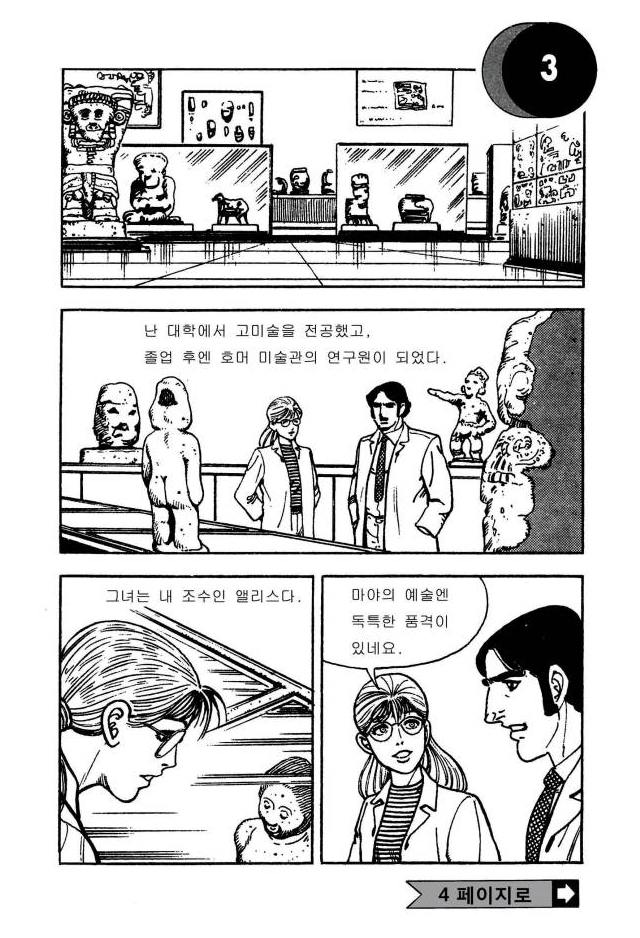 3
난 대학에서 고미술을 전공했고,
졸업 후엔 호머 미술관의 연구원이 되었다.
그녀는 내 조수인 앨리스다.
마야의 예술엔
독특한 품격이
있네요.
4 페이지로